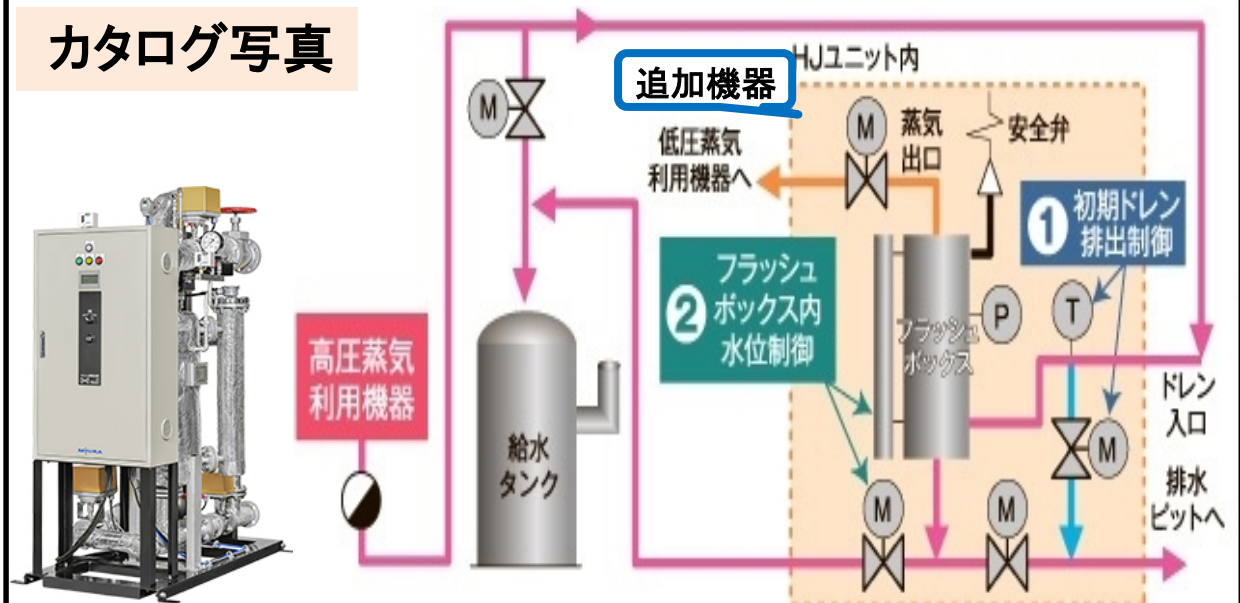 カタログ写真
HJユニット内
追加機器
M
M
蒸気
出口
安全弁
低圧蒸気
利用機器へ
1
初期ドレン
排出制御
2
フラッシュ
ボックス内
水位制御
フラッシュ
ボックス
P
T
高圧蒸気
利用機器
ドレン
入口
給水
タンク
M
M
M
排水
ピットへ
MIURA